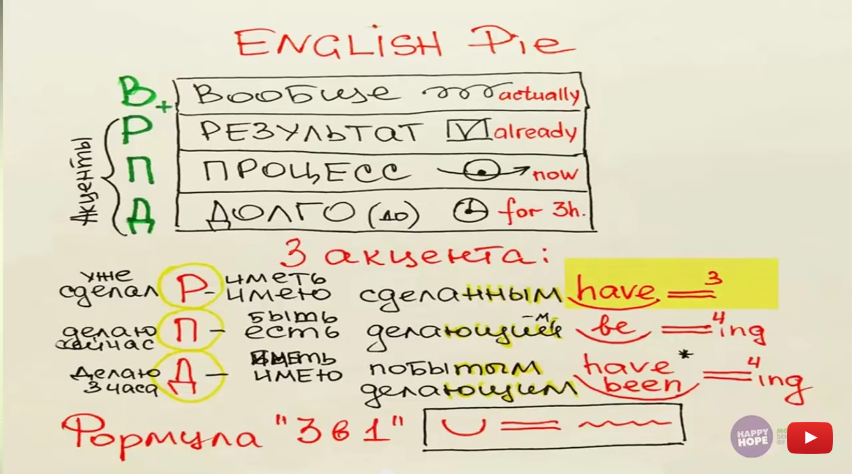 ENGLISH Pie
В + ВООБЩЕ actually
Р РЕЗУЛЬТАТ V already
П ПРОЦЕСС now
Д ДОЛГО (до) for 3h.
Акценты
3 акцента:
уже сделал Р - иметь имею сделанным have 3
делаю сейчас П - быть есть делающий -м be 4 ing
делаю 3 часа Д - иметь имею побытом делающим have been * 4 ing
Формула "3 в 1"
HAPPY HOPE